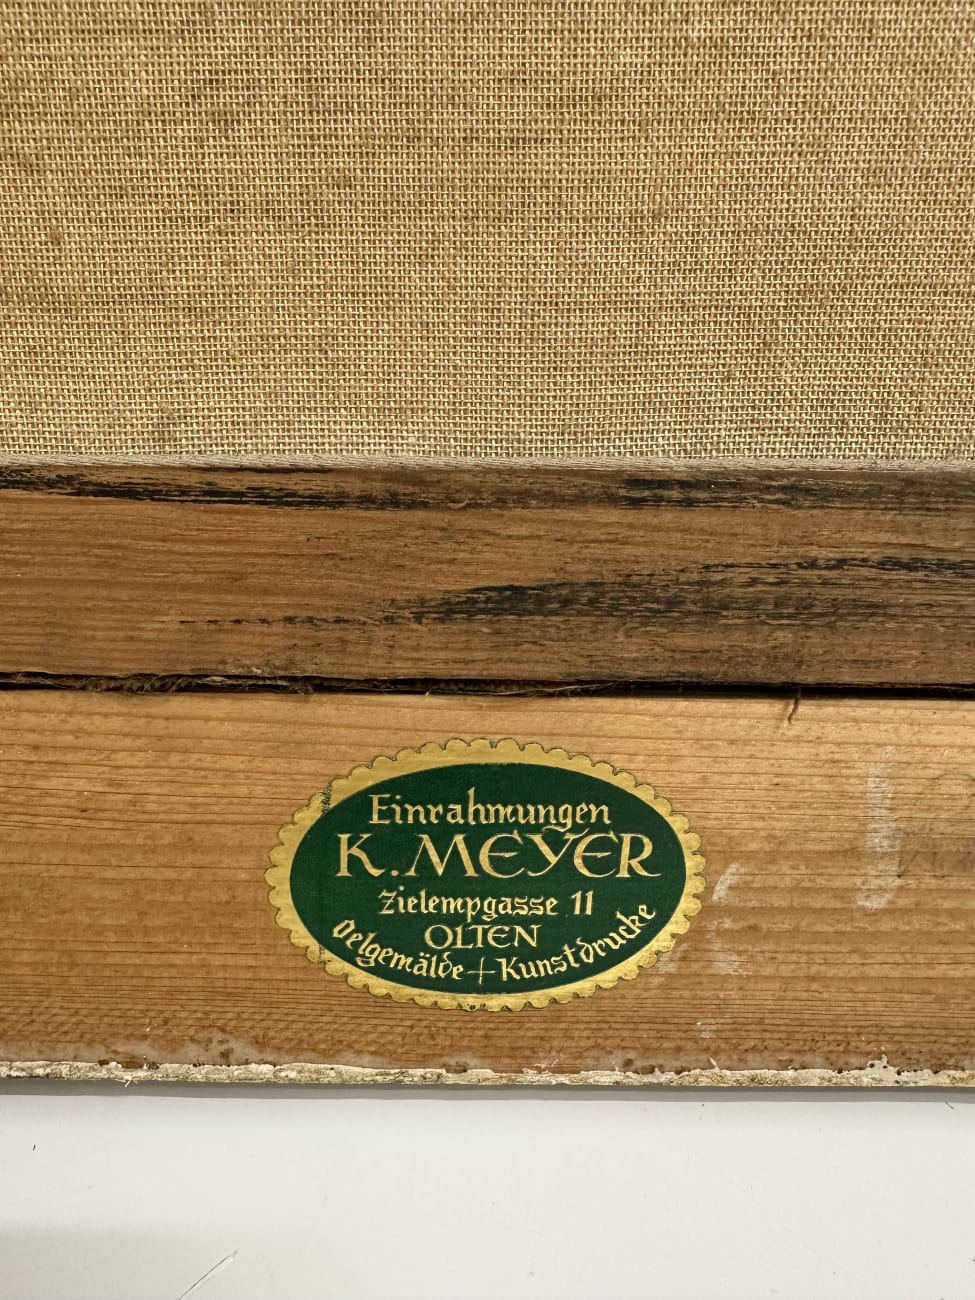 Einrahmungen
K. MEYER
Zielempgasse 11
OLTEN
Oelgemälde + Kunstdrucke